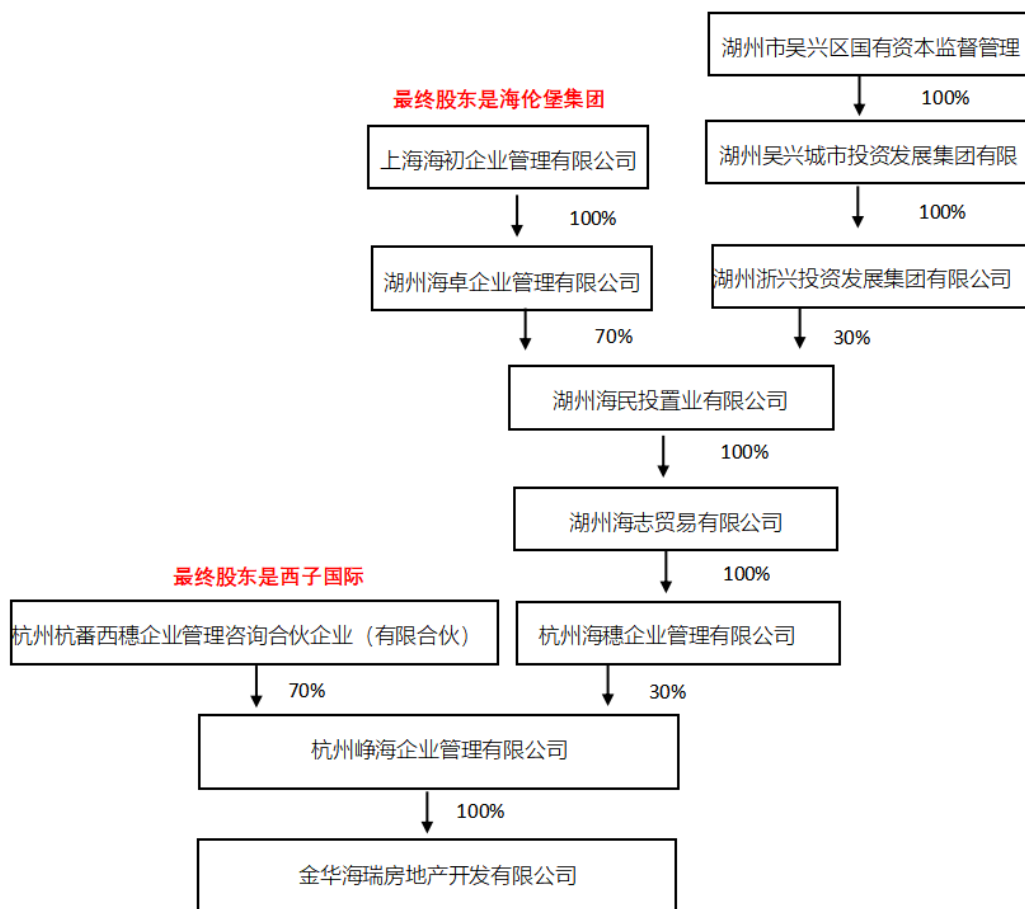 湖州市吴兴区国有资本监督管理
100%
最终股东是海伦堡集团
上海海初企业管理有限公司
湖州吴兴城市投资发展集团有限
100%
100%
湖州海卓企业管理有限公司
湖州浙兴投资发展集团有限公司
70%
30%
湖州海民投置业有限公司
100%
湖州海志贸易有限公司
100%
最终股东是西子国际
杭州杭番西穗企业管理咨询合伙企业（有限合伙）
杭州海穗企业管理有限公司
70%
30%
杭州峥海企业管理有限公司
100%
金华海瑞房地产开发有限公司